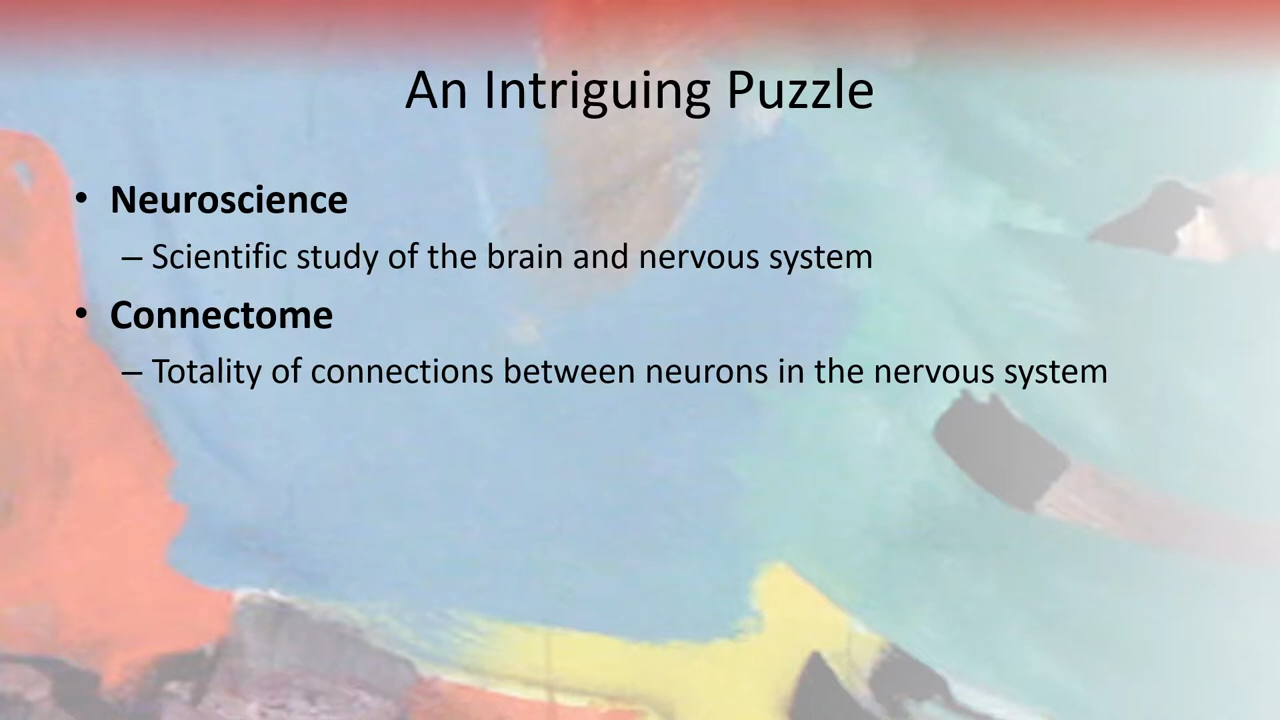 An Intriguing Puzzle
• Neuroscience
– Scientific study of the brain and nervous system
• Connectome
– Totality of connections between neurons in the nervous system